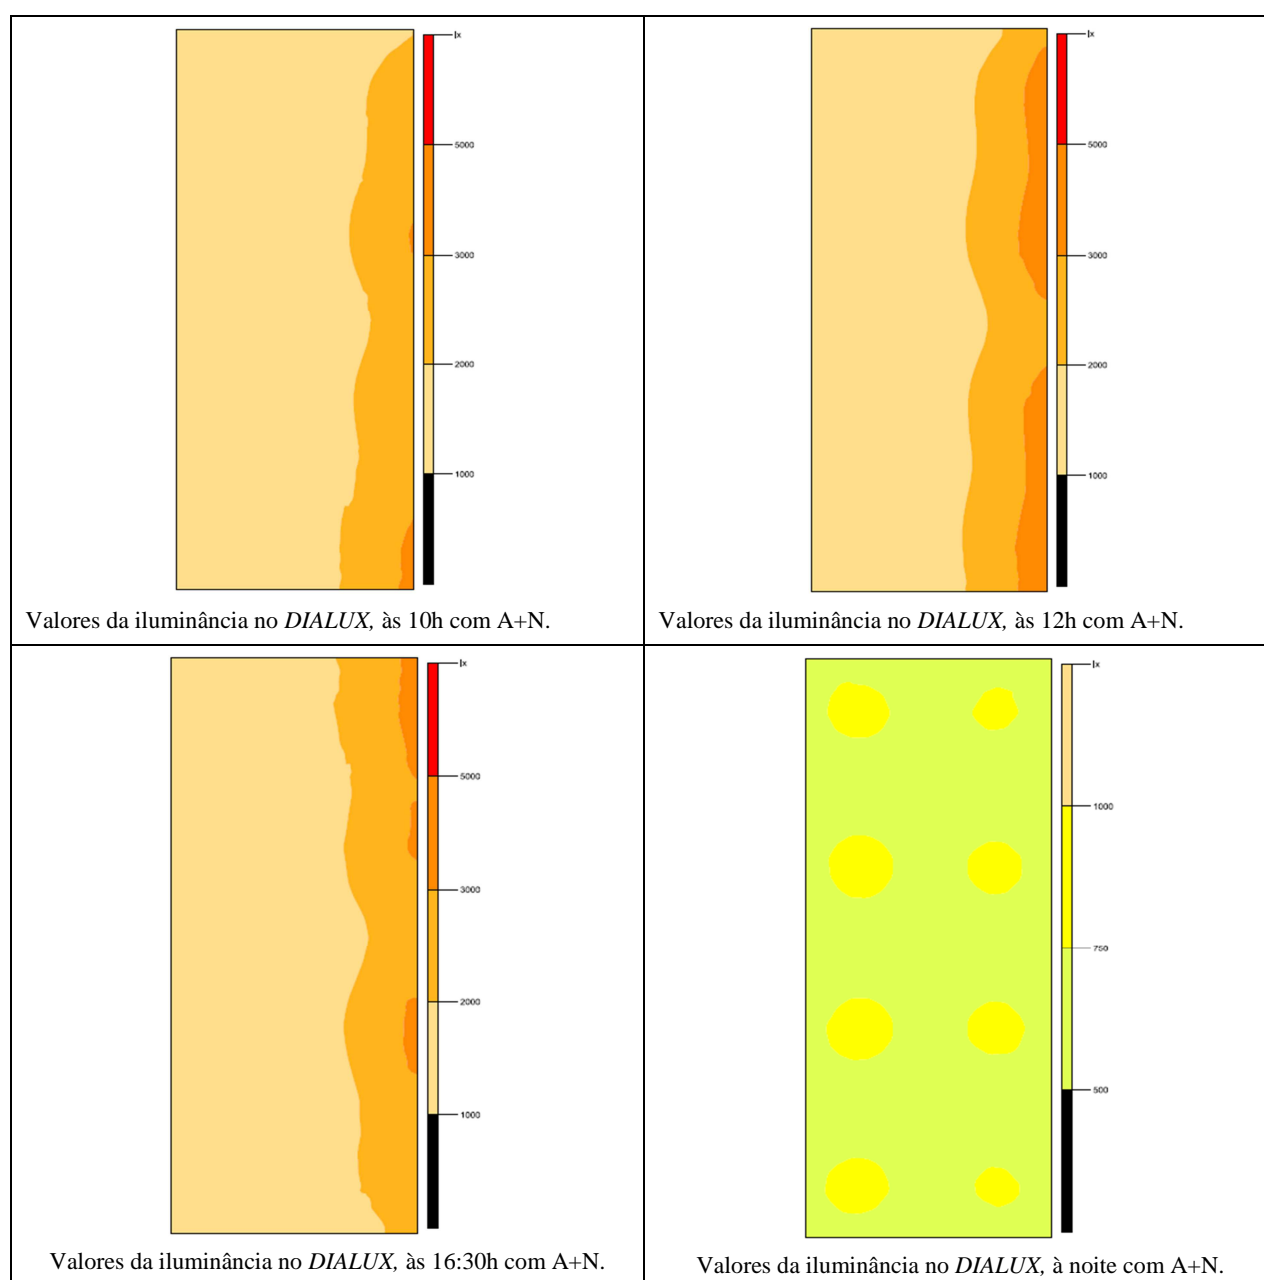 lx
5000
3000
2000
1000
Valores da iluminância no DIALUX, às 10h com A+N.
lx
5000
3000
2000
1000
Valores da iluminância no DIALUX, às 12h com A+N.
lx
5000
3000
2000
1000
Valores da iluminância no DIALUX, às 16:30h com A+N.
lx
1000
750
500
Valores da iluminância no DIALUX, à noite com A+N.